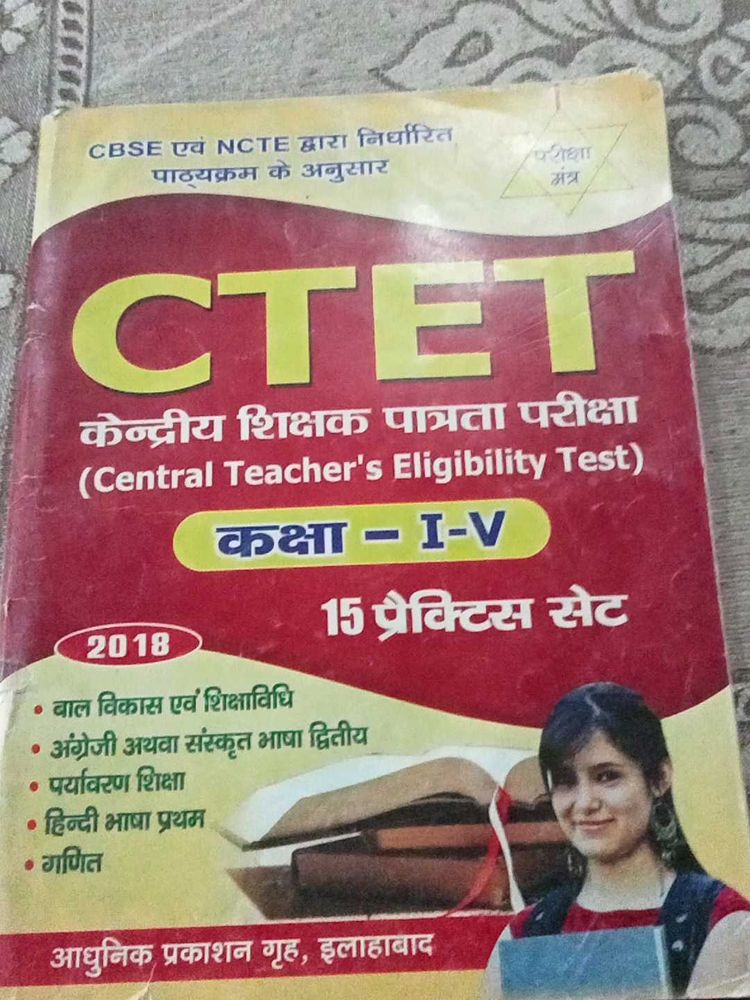 CBSE एवं NCTE द्वारा निर्धारित
पाठ्यक्रम के अनुसार
परीक्षा
मंत्र
CTET
केन्द्रीय शिक्षक पात्रता परीक्षा
(Central Teacher's Eligibility Test)
कक्षा – I-V
15 प्रैक्टिस सेट
2018
• बाल विकास एवं शिक्षाविधि
• अंग्रेजी अथवा संस्कृत भाषा द्वितीय
• पर्यावरण शिक्षा
• हिन्दी भाषा प्रथम
• गणित
आधुनिक प्रकाशन गृह, इलाहाबाद